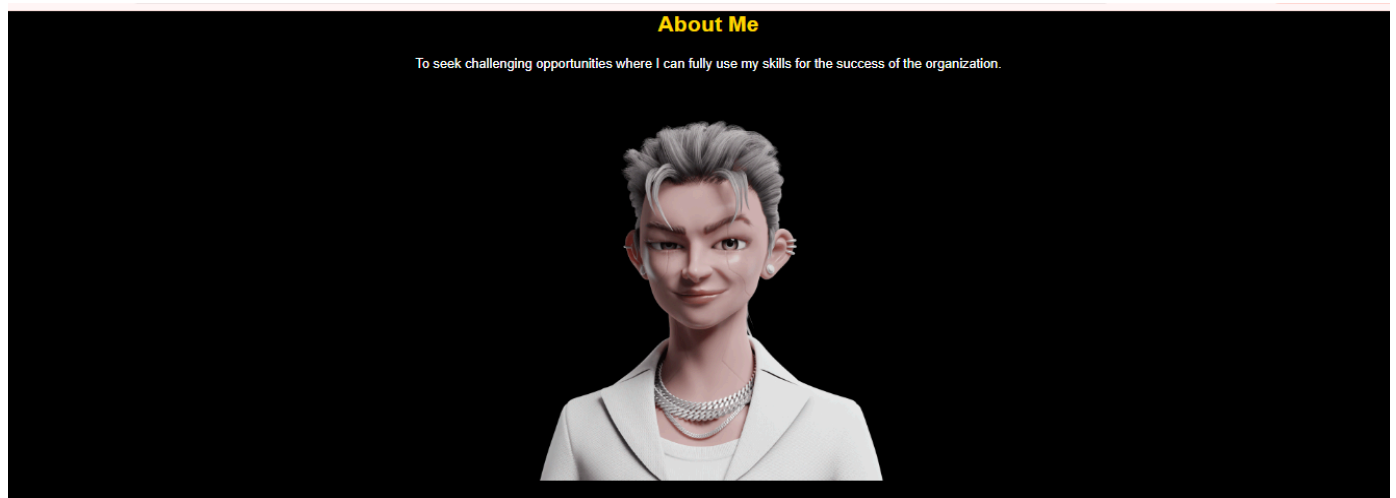 About Me
To seek challenging opportunities where I can fully use my skills for the success of the organization.